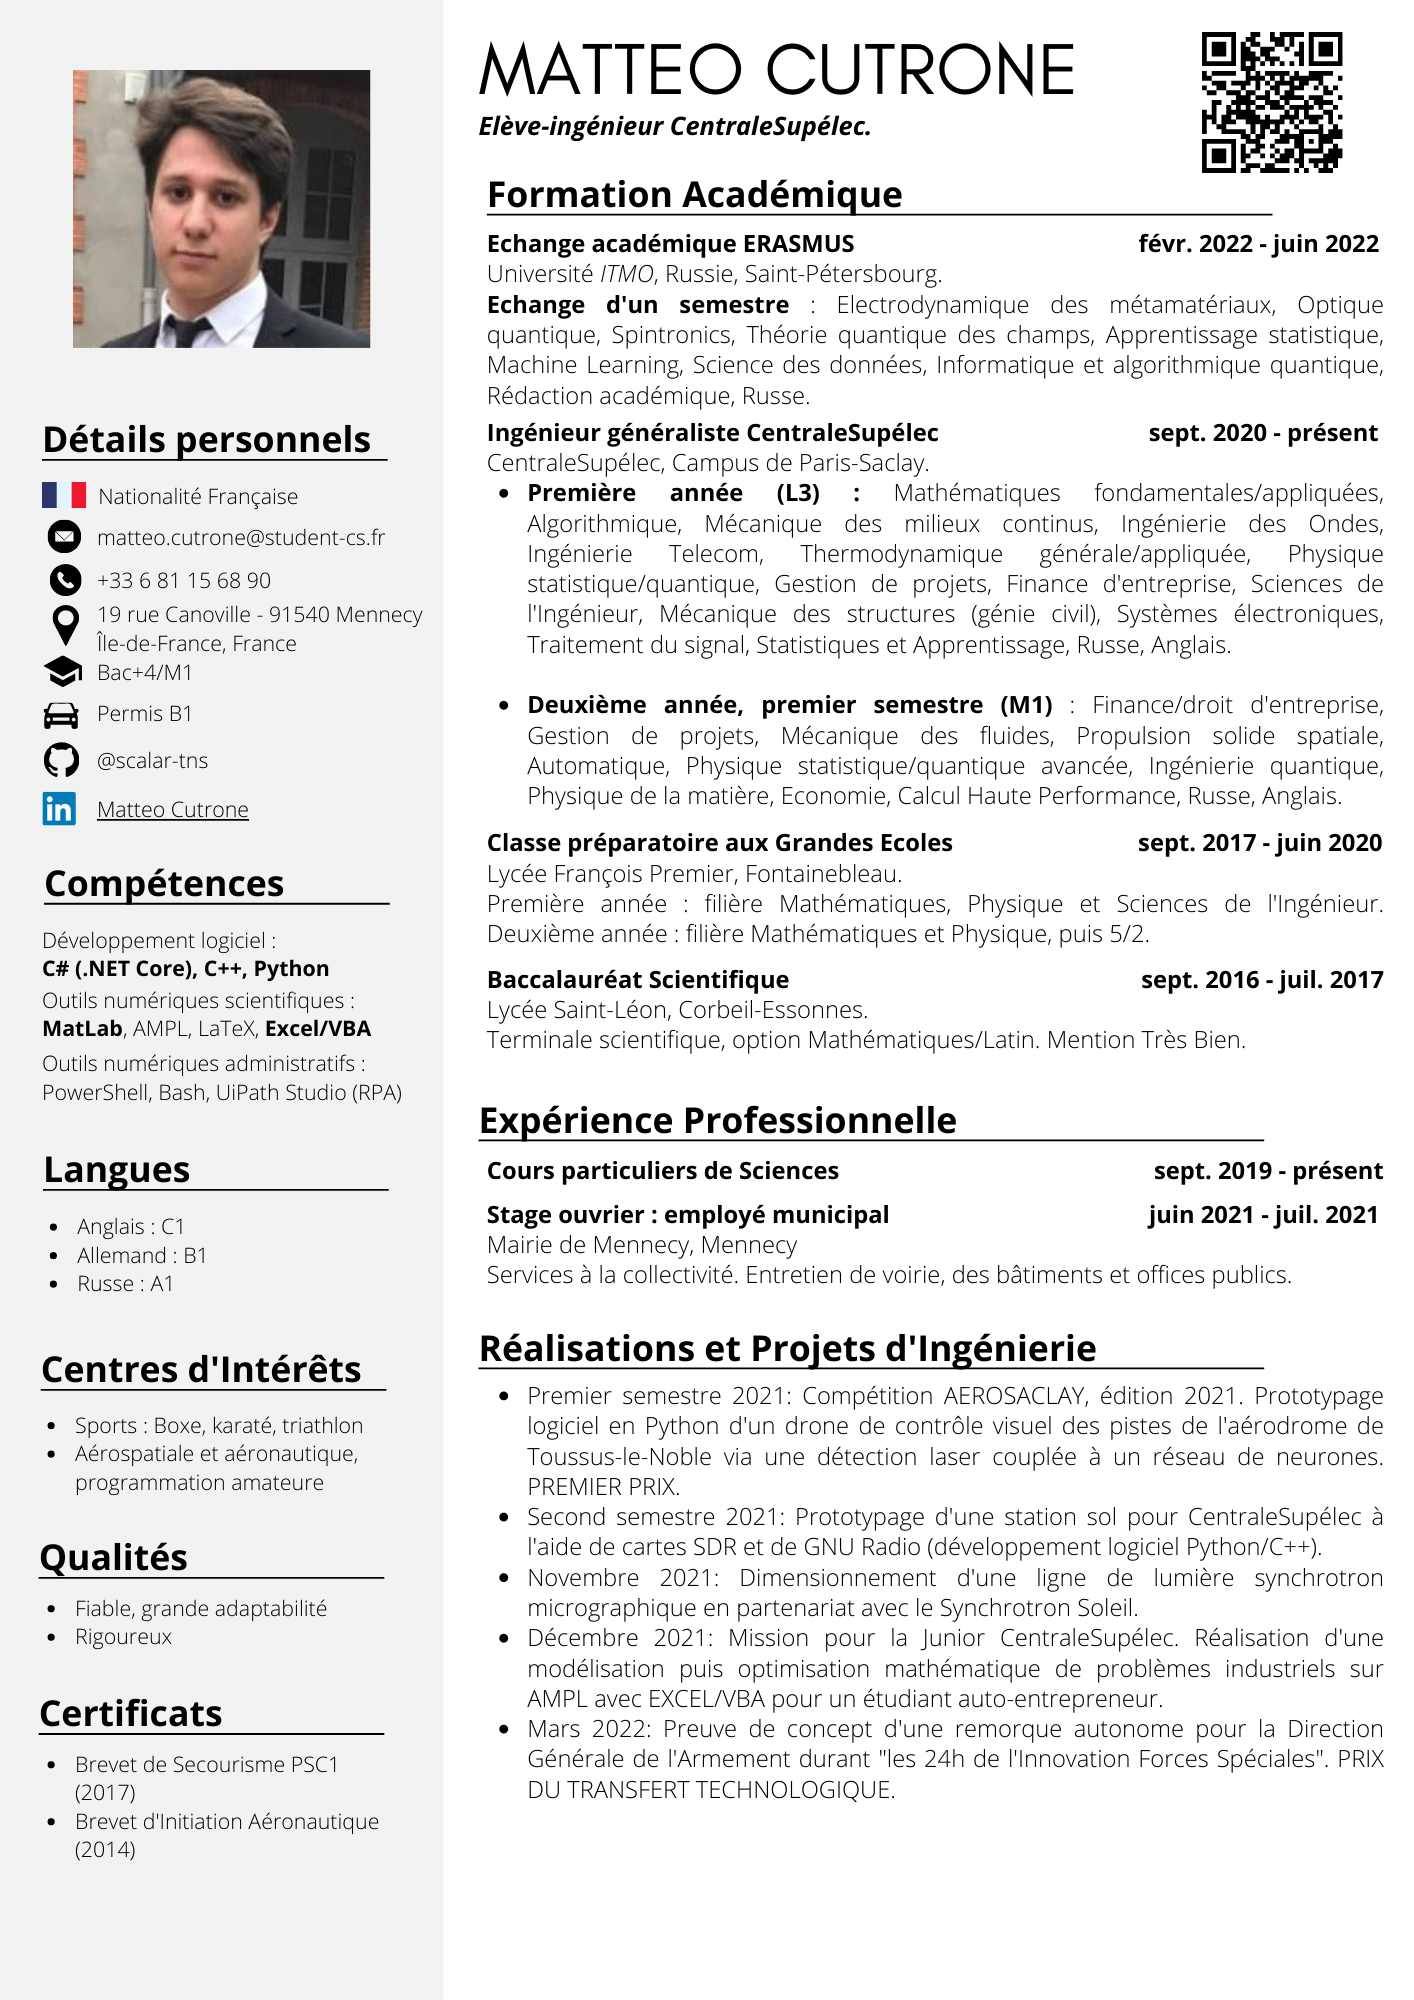 MATTEO CUTRONE
Elève-ingénieur CentraleSupélec.
Détails personnels
Nationalité Française
matteo.cutrone@student-cs.fr
+33 6 81 15 68 90
19 rue Canoville - 91540 Mennecy
Île-de-France, France
Bac+4/M1
Permis B1
@scalar-tns
in Matteo Cutrone
Compétences
Développement logiciel :
C# (.NET Core), C++, Python
Outils numériques scientifiques :
MatLab, AMPL, LaTeX, Excel/VBA
Outils numériques administratifs :
PowerShell, Bash, UiPath Studio (RPA)
Langues
• Anglais : C1
• Allemand : B1
• Russe : A1
Centres d'Intérêts
• Sports : Boxe, karaté, triathlon
• Aérospatiale et aéronautique,
programmation amateure
Qualités
• Fiable, grande adaptabilité
• Rigoureux
Certificats
• Brevet de Secourisme PSC1
(2017)
• Brevet d'Initiation Aéronautique
(2014)
Formation Académique
Echange académique ERASMUS févr. 2022 - juin 2022
Université ITMO, Russie, Saint-Pétersbourg.
Echange d'un semestre : Electrodynamique des métamatériaux, Optique
quantique, Spintronics, Théorie quantique des champs, Apprentissage statistique,
Machine Learning, Science des données, Informatique et algorithmique quantique,
Rédaction académique, Russe.
Ingénieur généraliste CentraleSupélec sept. 2020 - présent
CentraleSupélec, Campus de Paris-Saclay.
• Première année (L3) : Mathématiques fondamentales/appliquées,
Algorithmique, Mécanique des milieux continus, Ingénierie des Ondes,
Ingénierie Telecom, Thermodynamique générale/appliquée, Physique
statistique/quantique, Gestion de projets, Finance d'entreprise, Sciences de
l'Ingénieur, Mécanique des structures (génie civil), Systèmes électroniques,
Traitement du signal, Statistiques et Apprentissage, Russe, Anglais.
• Deuxième année, premier semestre (M1) : Finance/droit d'entreprise,
Gestion de projets, Mécanique des fluides, Propulsion solide spatiale,
Automatique, Physique statistique/quantique avancée, Ingénierie quantique,
Physique de la matière, Economie, Calcul Haute Performance, Russe, Anglais.
Classe préparatoire aux Grandes Ecoles sept. 2017 - juin 2020
Lycée François Premier, Fontainebleau.
Première année : filière Mathématiques, Physique et Sciences de l'Ingénieur.
Deuxième année : filière Mathématiques et Physique, puis 5/2.
Baccalauréat Scientifique sept. 2016 - juil. 2017
Lycée Saint-Léon, Corbeil-Essonnes.
Terminale scientifique, option Mathématiques/Latin. Mention Très Bien.
Expérience Professionnelle
Cours particuliers de Sciences sept. 2019 - présent
Stage ouvrier : employé municipal juin 2021 - juil. 2021
Mairie de Mennecy, Mennecy
Services à la collectivité. Entretien de voirie, des bâtiments et offices publics.
Réalisations et Projets d'Ingénierie
• Premier semestre 2021: Compétition AEROSACLAY, édition 2021. Prototypage
logiciel en Python d'un drone de contrôle visuel des pistes de l'aérodrome de
Toussus-le-Noble via une détection laser couplée à un réseau de neurones.
PREMIER PRIX.
• Second semestre 2021: Prototypage d'une station sol pour CentraleSupélec à
l'aide de cartes SDR et de GNU Radio (développement logiciel Python/C++).
• Novembre 2021: Dimensionnement d'une ligne de lumière synchrotron
micrographique en partenariat avec le Synchrotron Soleil.
• Décembre 2021: Mission pour la Junior CentraleSupélec. Réalisation d'une
modélisation puis optimisation mathématique de problèmes industriels sur
AMPL avec EXCEL/VBA pour un étudiant auto-entrepreneur.
• Mars 2022: Preuve de concept d'une remorque autonome pour la Direction
Générale de l'Armement durant "les 24h de l'Innovation Forces Spéciales". PRIX
DU TRANSFERT TECHNOLOGIQUE.